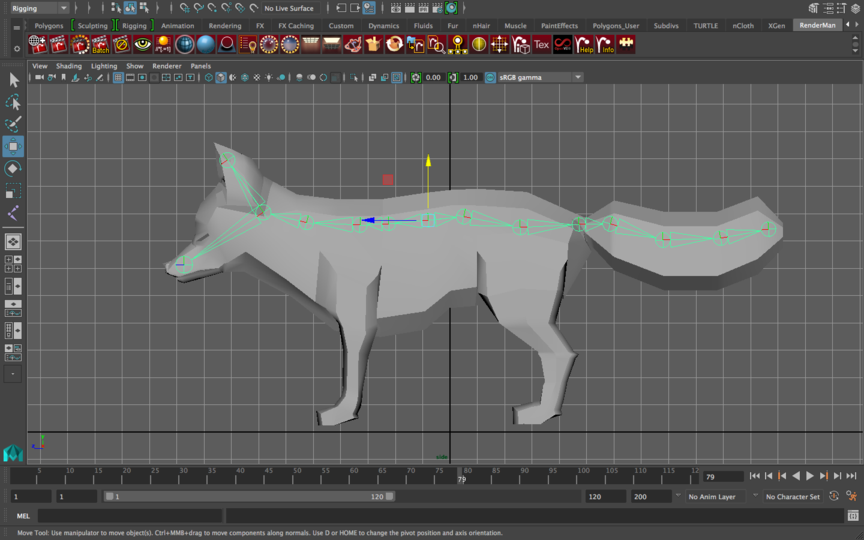 Rigging No Live Surface
Polygons Sculpting Rigging Animation Rendering FX FX Caching Custom Dynamics Fluids Fur nHair Muscle PaintEffects Polygons_User Subdivs TURTLE nCloth XGen RenderMan
Batch Tex Help Info
View Shading Lighting Show Renderer Panels
0.00 1.00 sRGB gamma
side
5 10 15 20 25 30 35 40 45 50 55 60 65 70 75 80 85 90 95 100 105 110 115 12
79 79
1 1 1 120 120 200 No Anim Layer No Character Set
MEL
Move Tool: Use manipulator to move object(s). Ctrl+MMB+drag to move components along normals. Use D or HOME to change the pivot position and axis orientation.